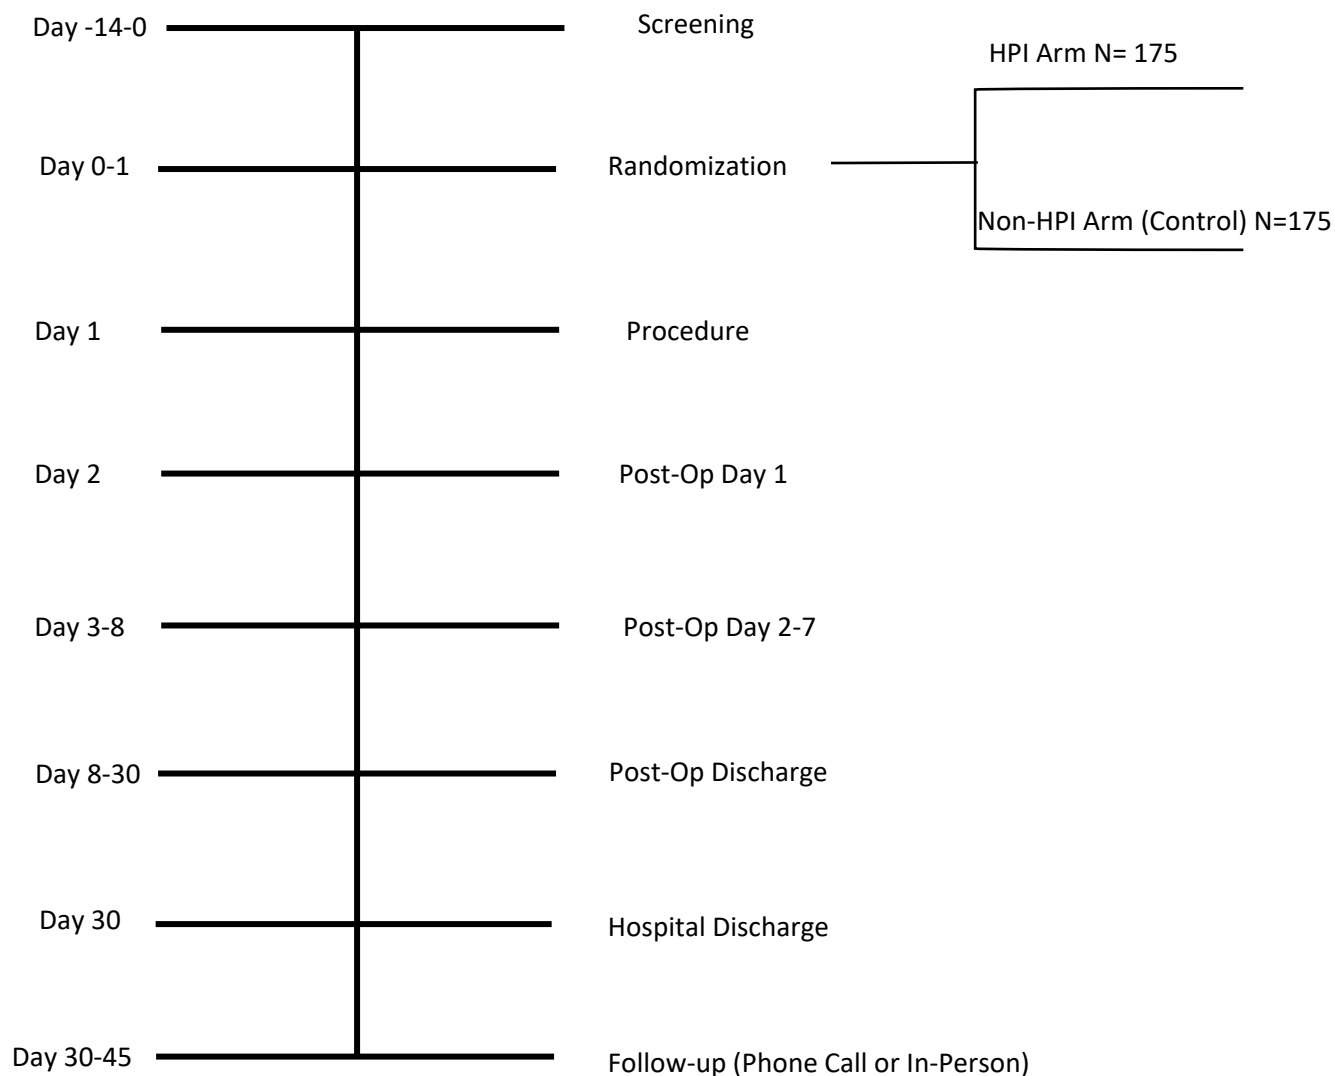 Day -14-0
Screening
HPI Arm N= 175
Day 0-1
Randomization
Non-HPI Arm (Control) N=175
Day 1
Procedure
Day 2
Post-Op Day 1
Day 3-8
Post-Op Day 2-7
Day 8-30
Post-Op Discharge
Day 30
Hospital Discharge
Day 30-45
Follow-up (Phone Call or In-Person)